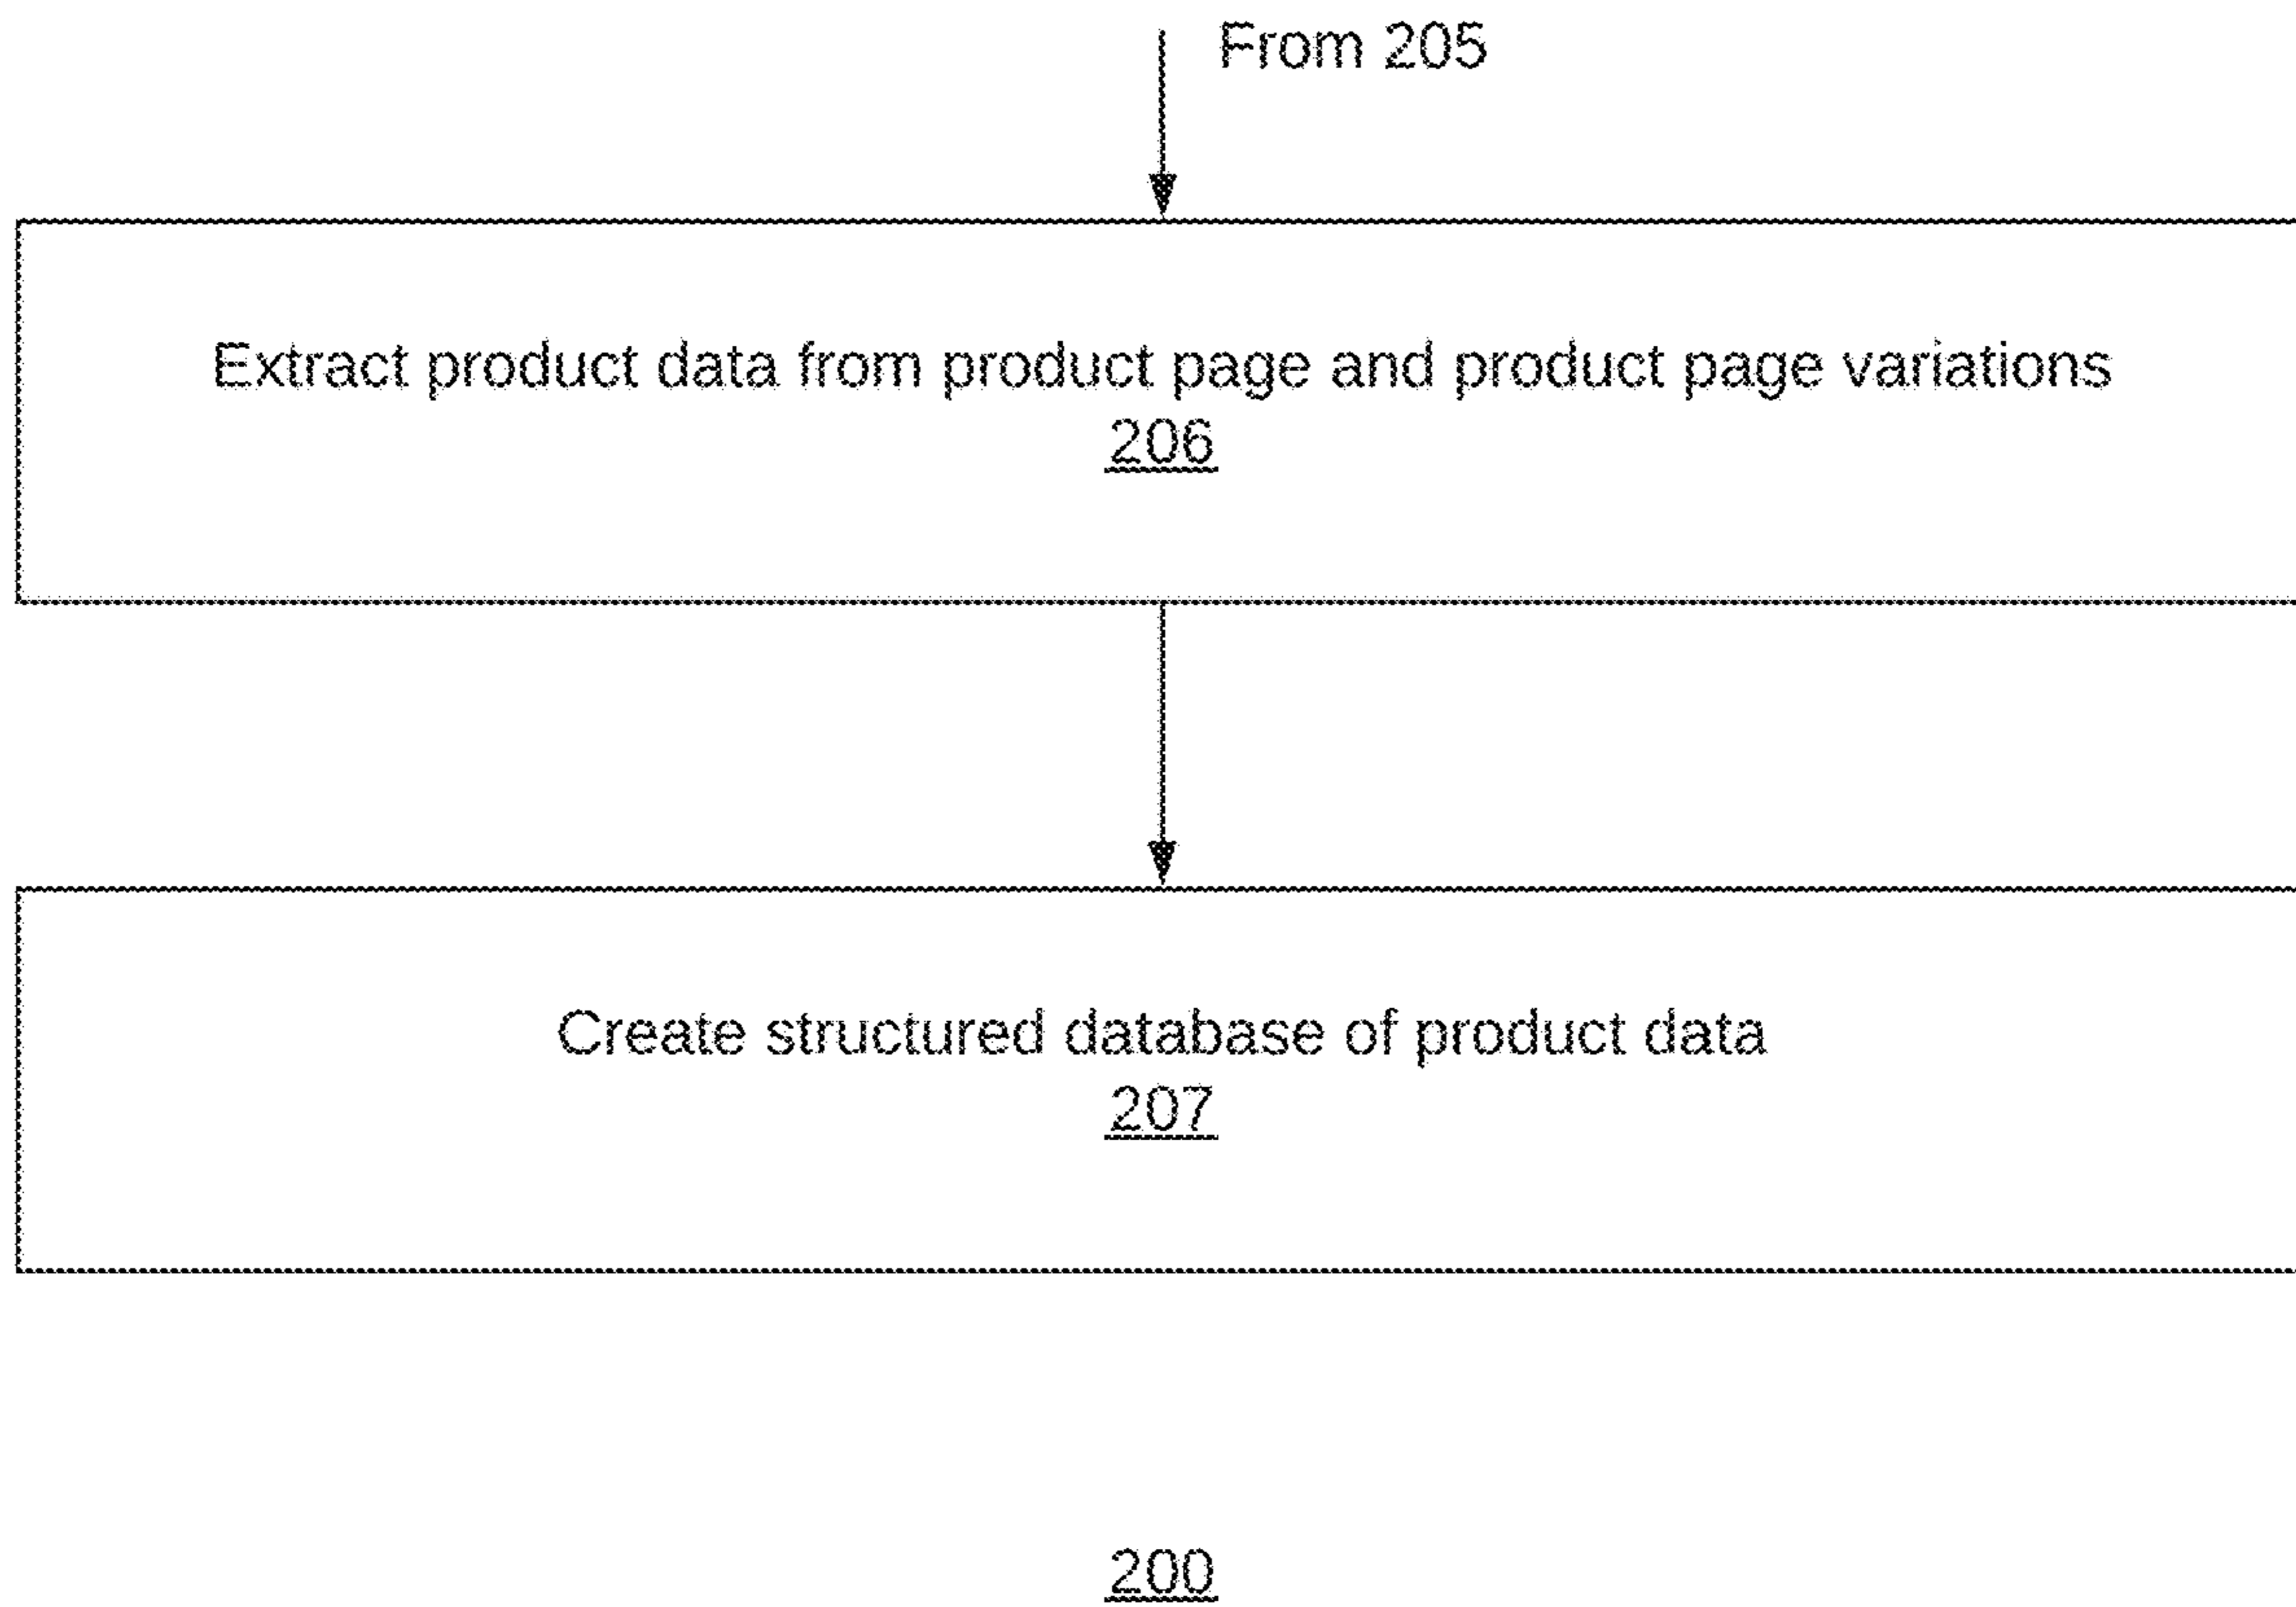 From 205
Extract product data from product page and product page variations
206
Create structured database of product data
207
200